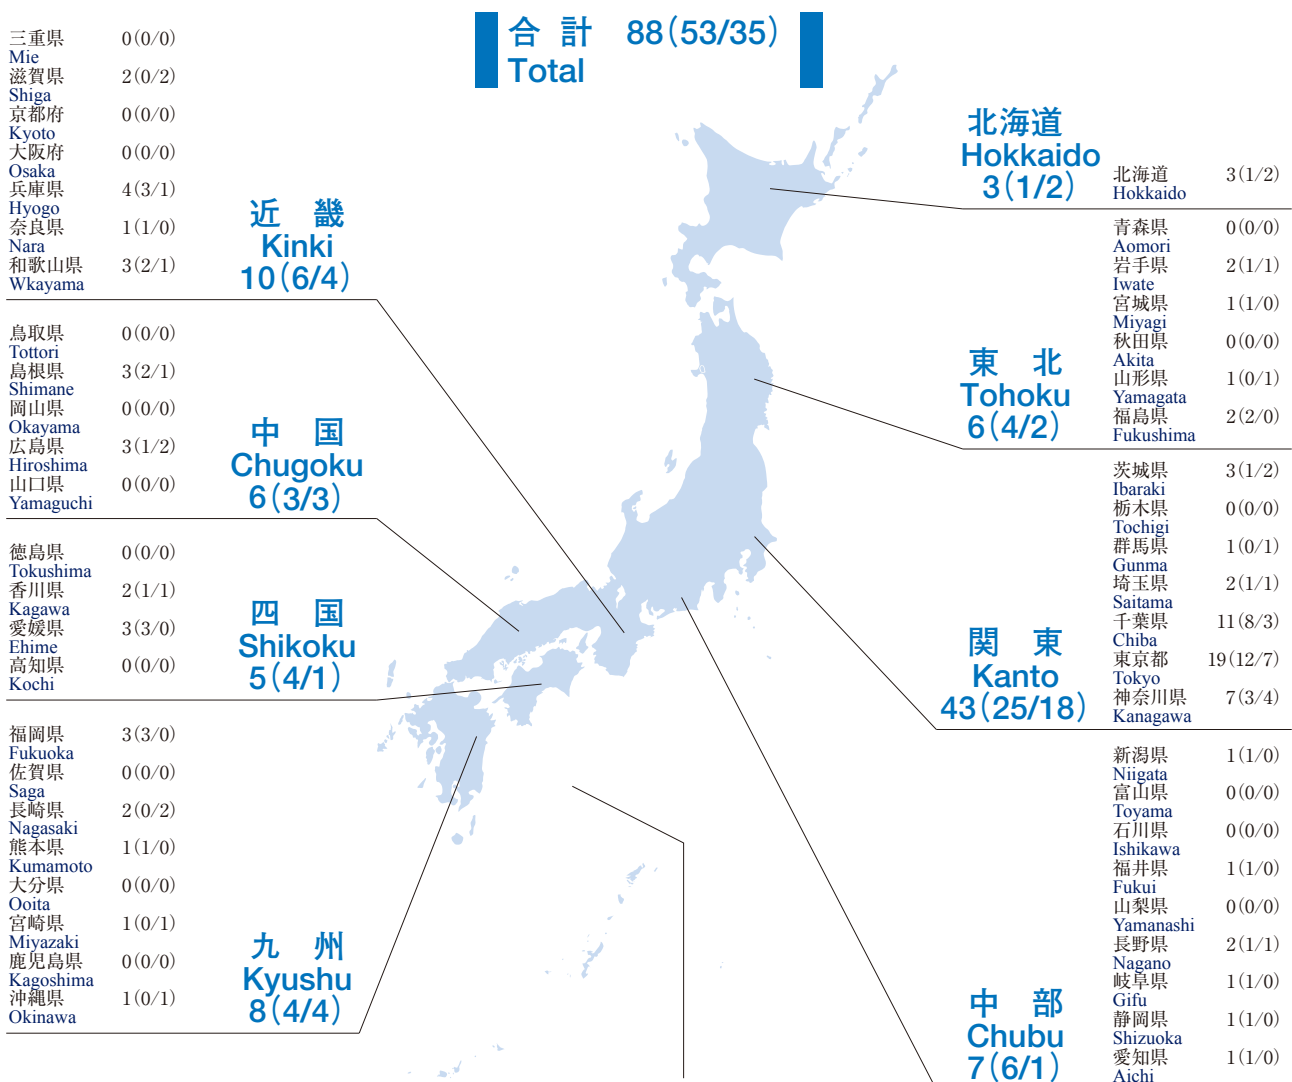 合計 88(53/35)
Total
三重県 0(0/0)
Mie
滋賀県 2(0/2)
Shiga
京都府 0(0/0)
Kyoto
大阪府 0(0/0)
Osaka
兵庫県 4(3/1)
Hyogo
奈良県 1(1/0)
Nara
和歌山県 3(2/1)
Wkayama
近畿
Kinki
10(6/4)
鳥取県 0(0/0)
Tottori
島根県 3(2/1)
Shimane
岡山県 0(0/0)
Okayama
広島県 3(1/2)
Hiroshima
山口県 0(0/0)
Yamaguchi
中国
Chugoku
6(3/3)
徳島県 0(0/0)
Tokushima
香川県 2(1/1)
Kagawa
愛媛県 3(3/0)
Ehime
高知県 0(0/0)
Kochi
四国
Shikoku
5(4/1)
福岡県 3(3/0)
Fukuoka
佐賀県 0(0/0)
Saga
長崎県 2(0/2)
Nagasaki
熊本県 1(1/0)
Kumamoto
大分県 0(0/0)
Ooita
宮崎県 1(0/1)
Miyazaki
鹿児島県 0(0/0)
Kagoshima
沖縄県 1(0/1)
Okinawa
九州
Kyushu
8(4/4)
北海道
Hokkaido
3(1/2)
北海道 3(1/2)
Hokkaido
青森県 0(0/0)
Aomori
岩手県 2(1/1)
Iwate
宮城県 1(1/0)
Miyagi
秋田県 0(0/0)
Akita
山形県 1(0/1)
Yamagata
福島県 2(2/0)
Fukushima
東北
Tohoku
6(4/2)
茨城県 3(1/2)
Ibaraki
栃木県 0(0/0)
Tochigi
群馬県 1(0/1)
Gunma
埼玉県 2(1/1)
Saitama
千葉県 11(8/3)
Chiba
東京都 19(12/7)
Tokyo
神奈川県 7(3/4)
Kanagawa
関東
Kanto
43(25/18)
新潟県 1(1/0)
Niigata
富山県 0(0/0)
Toyama
石川県 0(0/0)
Ishikawa
福井県 1(1/0)
Fukui
山梨県 0(0/0)
Yamanashi
長野県 2(1/1)
Nagano
岐阜県 1(1/0)
Gifu
静岡県 1(1/0)
Shizuoka
愛知県 1(1/0)
Aichi
中部
Chubu
7(6/1)